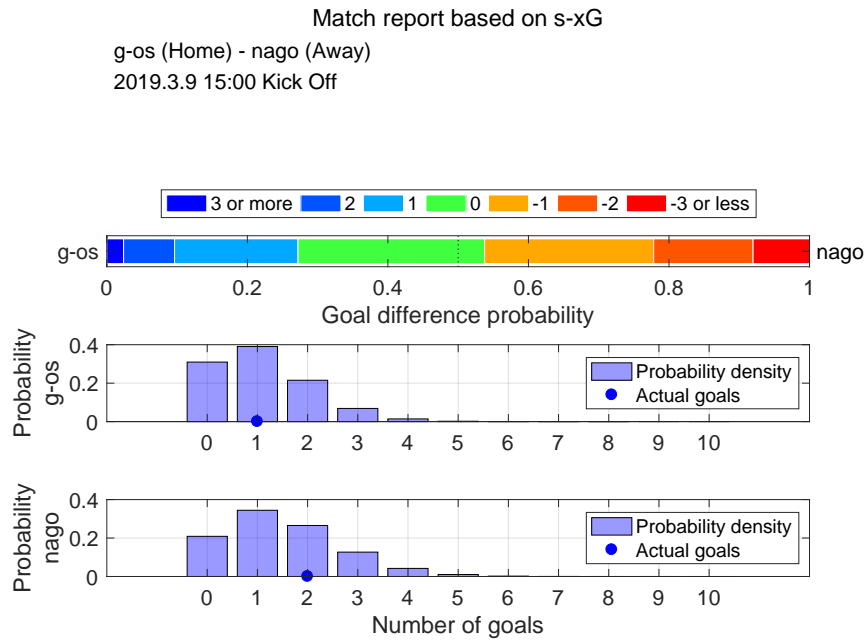 Match report based on s-xG
g-os (Home) - nago (Away)
2019.3.9 15:00 Kick Off
3 or more 2 1 0 -1 -2 -3 or less
g-os nago
0 0.2 0.4 0.6 0.8 1
Goal difference probability
Probability
g-os
0.4
0.2
0
Probability density
Actual goals
0 1 2 3 4 5 6 7 8 9 10
Probability
nago
0.4
0.2
0
Probability density
Actual goals
0 1 2 3 4 5 6 7 8 9 10
Number of goals